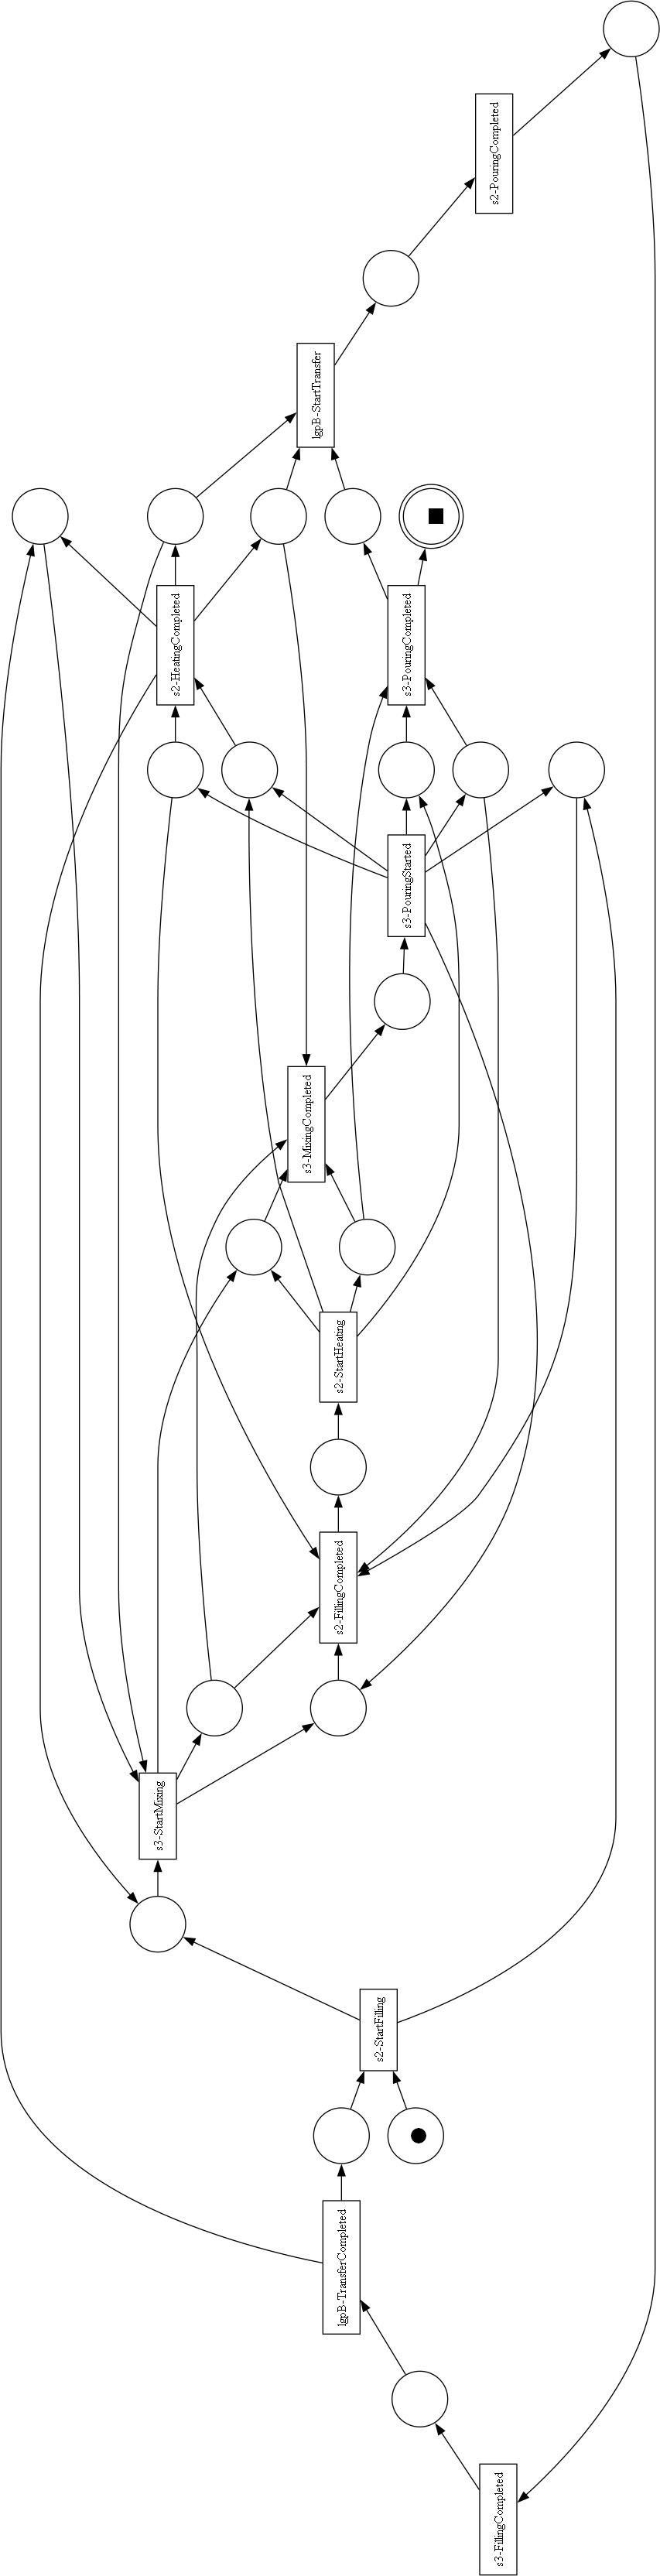 s2-PouringCompleted
lgpB-StartTransfer
s2-HeatingCompleted
s3-PouringCompleted
s3-PouringStarted
s3-MixingCompleted
s2-StartHeating
s2-FillingCompleted
s3-StartMixing
s2-StartFilling
lgpB-TransferCompleted
s3-FillingCompleted